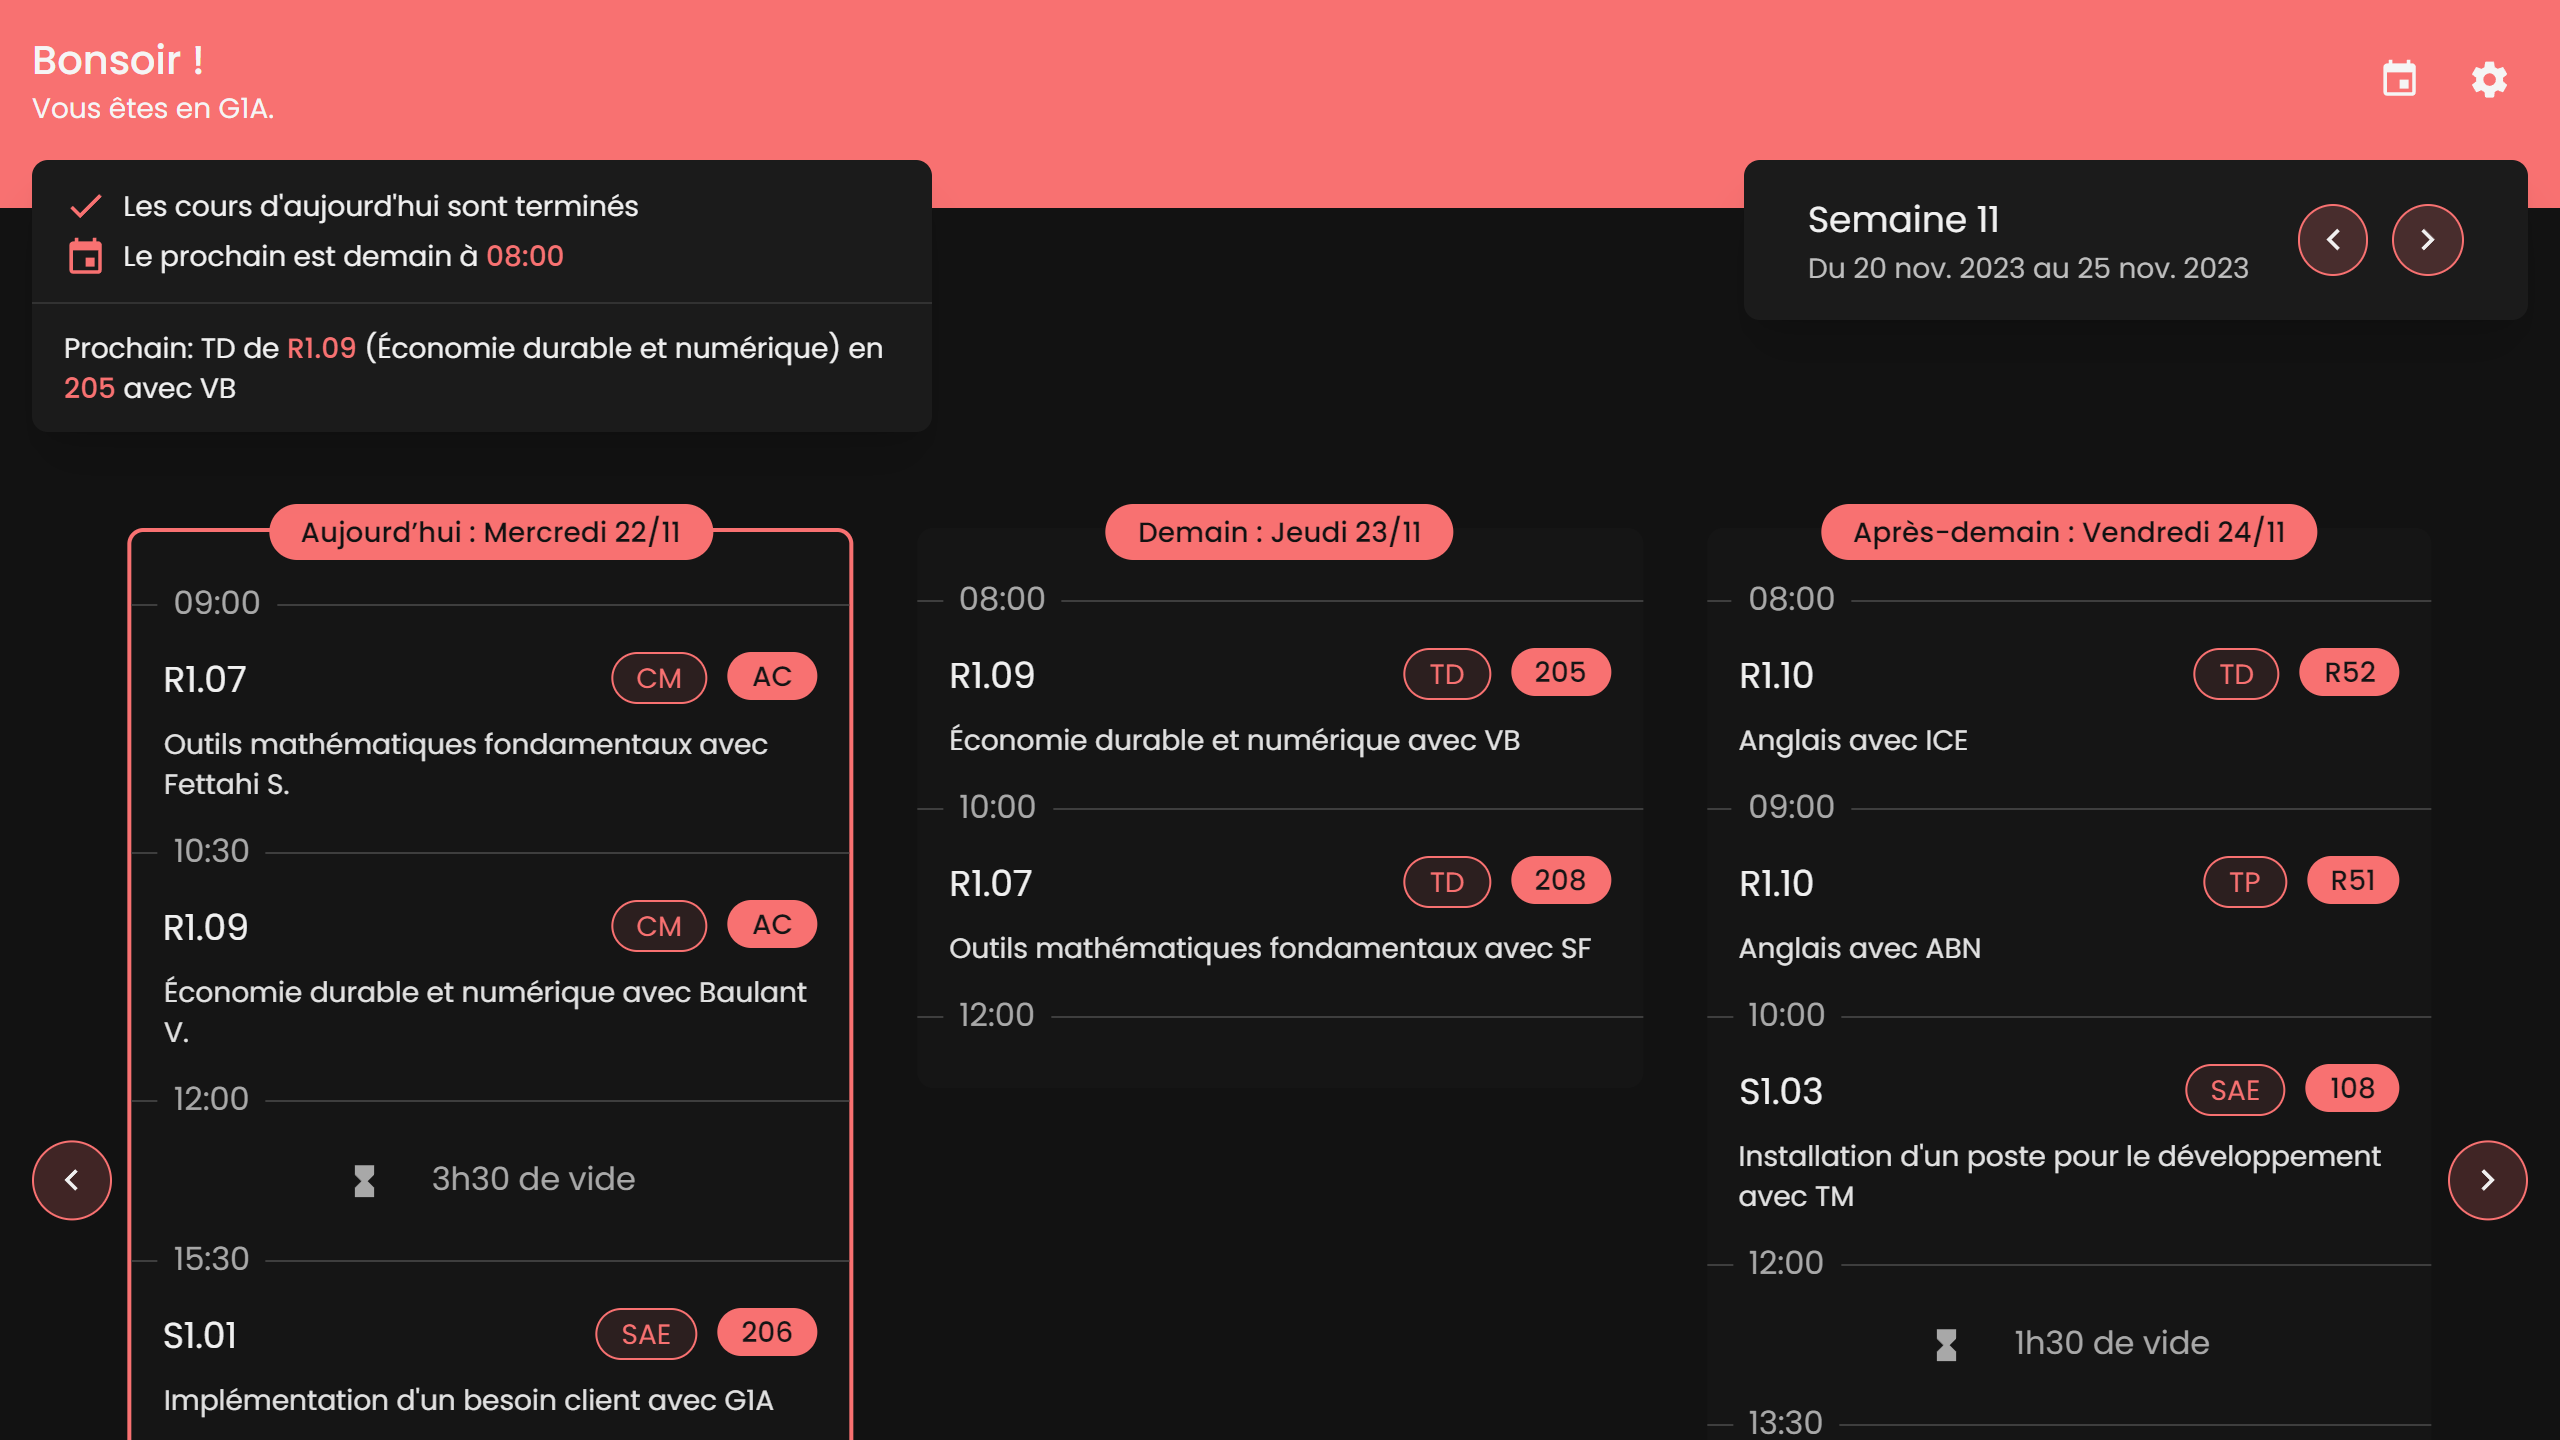 Bonsoir !
Vous êtes en G1A.
Les cours d'aujourd'hui sont terminés
Le prochain est demain à 08:00
Prochain: TD de R1.09 (Économie durable et numérique) en
205 avec VB
Semaine 11
Du 20 nov. 2023 au 25 nov. 2023
Aujourd’hui : Mercredi 22/11
09:00
R1.07 CM AC
Outils mathématiques fondamentaux avec
Fettahi S.
10:30
R1.09 CM AC
Économie durable et numérique avec Baulant
V.
12:00
3h30 de vide
15:30
S1.01 SAE 206
Implémentation d'un besoin client avec G1A
Demain : Jeudi 23/11
08:00
R1.09 TD 205
Économie durable et numérique avec VB
10:00
R1.07 TD 208
Outils mathématiques fondamentaux avec SF
12:00
Après-demain : Vendredi 24/11
08:00
R1.10 TD R52
Anglais avec ICE
09:00
R1.10 TP R51
Anglais avec ABN
10:00
S1.03 SAE 108
Installation d'un poste pour le développement
avec TM
12:00
1h30 de vide
13:30